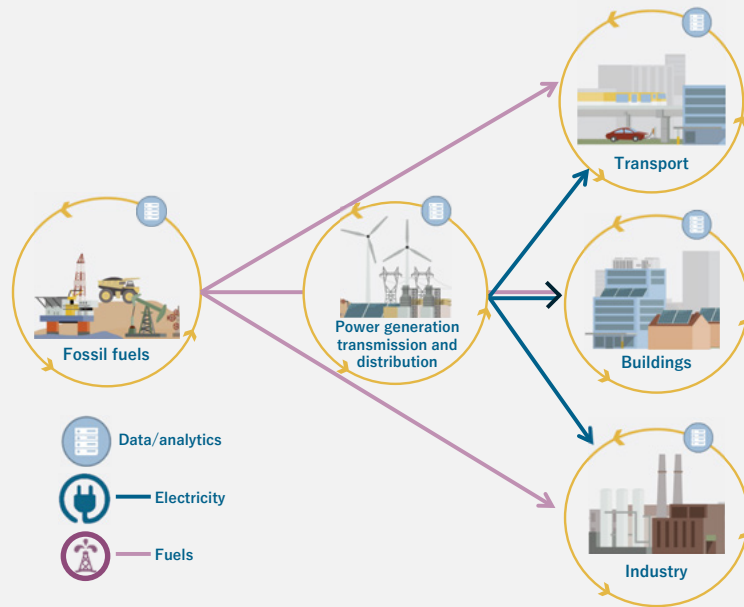 Transport
Fossil fuels
Power generation
transmission and
distribution
Buildings
Data/analytics
Electricity
Fuels
Industry